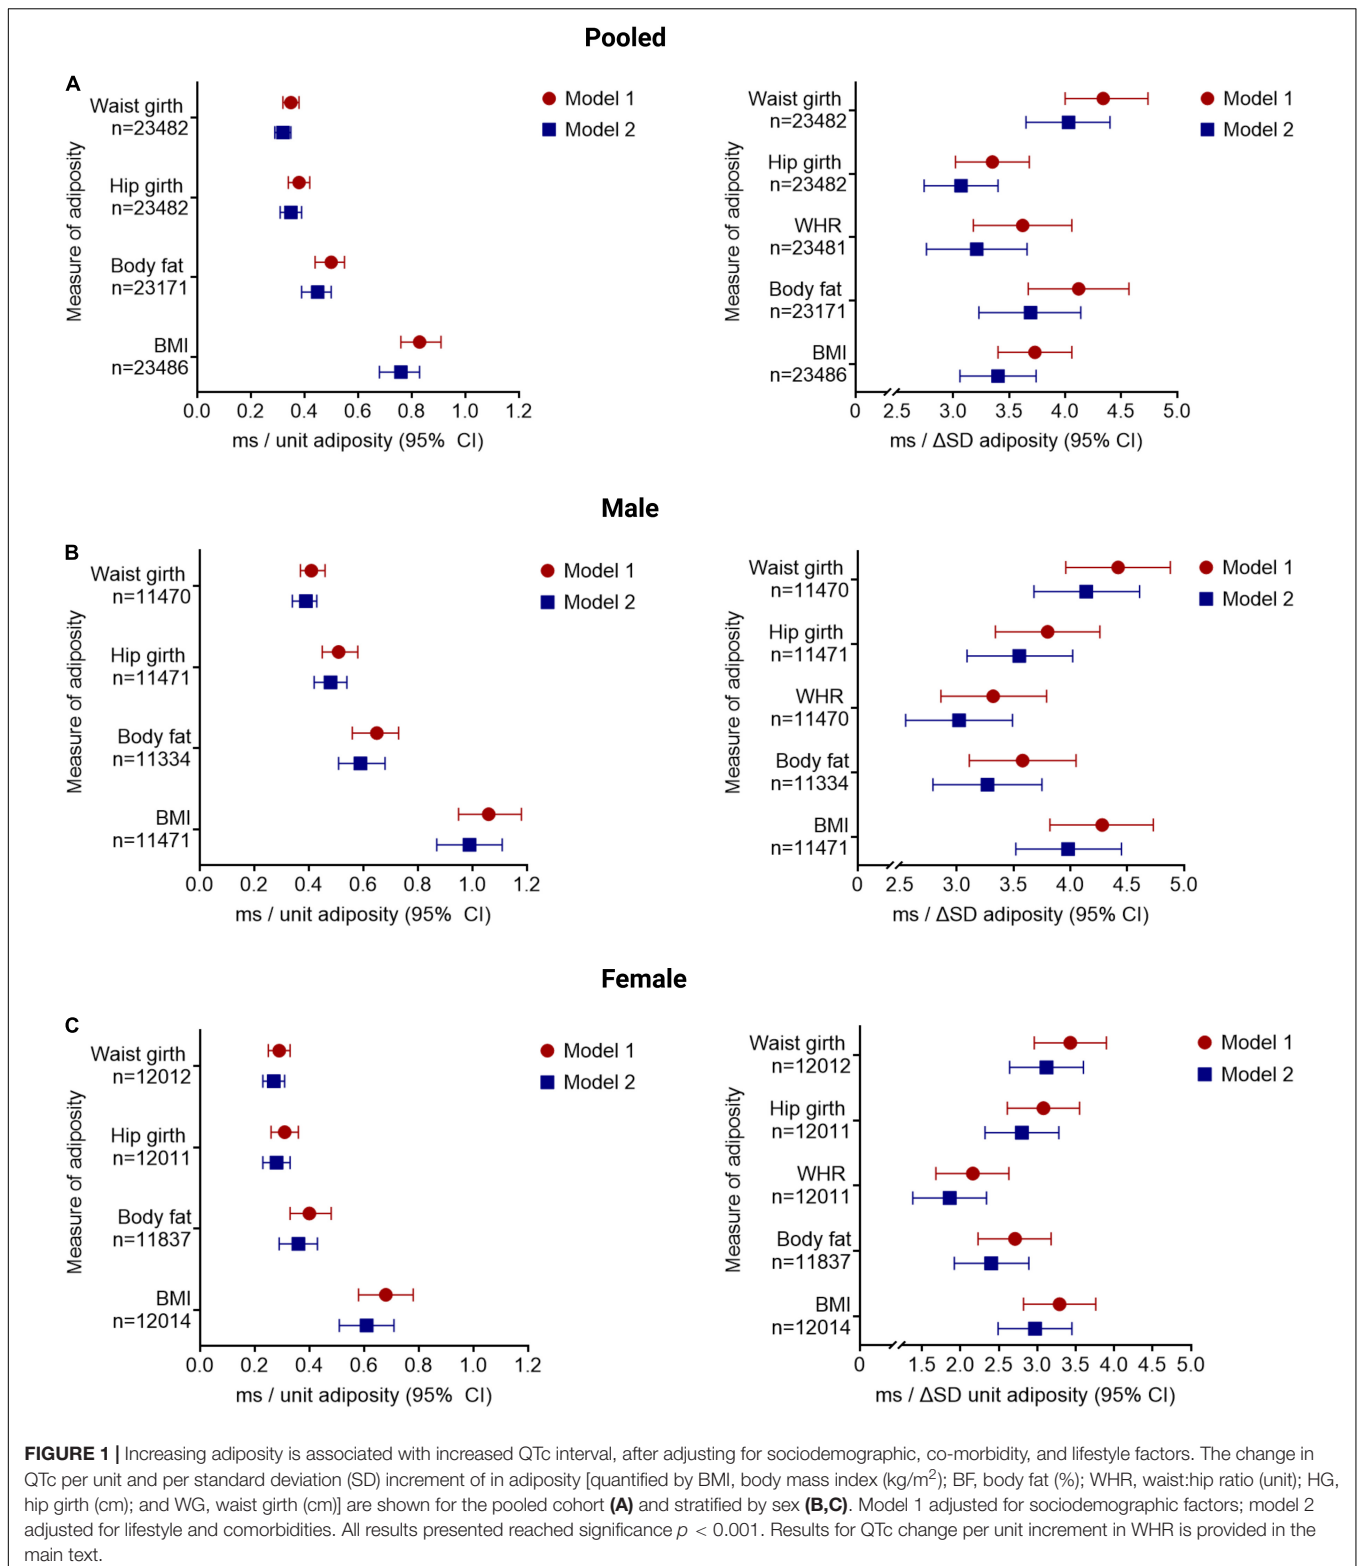 Pooled
A
Measure of adiposity
Waist girth
n=23482
Hip girth
n=23482
Body fat
n=23171
BMI
n=23486
Model 1
Model 2
0.0 0.2 0.4 0.6 0.8 1.0 1.2
ms / unit adiposity (95% CI)
Measure of adiposity
Waist girth
n=23482
Hip girth
n=23482
WHR
n=23481
Body fat
n=23171
BMI
n=23486
Model 1
Model 2
0 2.5 3.0 3.5 4.0 4.5 5.0
ms / ΔSD adiposity (95% CI)
Male
B
Measure of adiposity
Waist girth
n=11470
Hip girth
n=11471
Body fat
n=11334
BMI
n=11471
Model 1
Model 2
0.0 0.2 0.4 0.6 0.8 1.0 1.2
ms / unit adiposity (95% CI)
Measure of adiposity
Waist girth
n=11470
Hip girth
n=11471
WHR
n=11470
Body fat
n=11334
BMI
n=11471
Model 1
Model 2
0 2.5 3.0 3.5 4.0 4.5 5.0
ms / ΔSD adiposity (95% CI)
Female
C
Measure of adiposity
Waist girth
n=12012
Hip girth
n=12011
Body fat
n=11837
BMI
n=12014
Model 1
Model 2
0.0 0.2 0.4 0.6 0.8 1.0 1.2
ms / unit adiposity (95% CI)
Measure of adiposity
Waist girth
n=12012
Hip girth
n=12011
WHR
n=12011
Body fat
n=11837
BMI
n=12014
Model 1
Model 2
0 1.5 2.0 2.5 3.0 3.5 4.0 4.5 5.0
ms / ΔSD unit adiposity (95% CI)
FIGURE 1 | Increasing adiposity is associated with increased QTc interval, after adjusting for sociodemographic, co-morbidity, and lifestyle factors. The change in
QTc per unit and per standard deviation (SD) increment of in adiposity [quantified by BMI, body mass index (kg/m²); BF, body fat (%); WHR, waist:hip ratio (unit); HG,
hip girth (cm); and WG, waist girth (cm)] are shown for the pooled cohort (A) and stratified by sex (B,C). Model 1 adjusted for sociodemographic factors; model 2
adjusted for lifestyle and comorbidities. All results presented reached significance p < 0.001. Results for QTc change per unit increment in WHR is provided in the
main text.